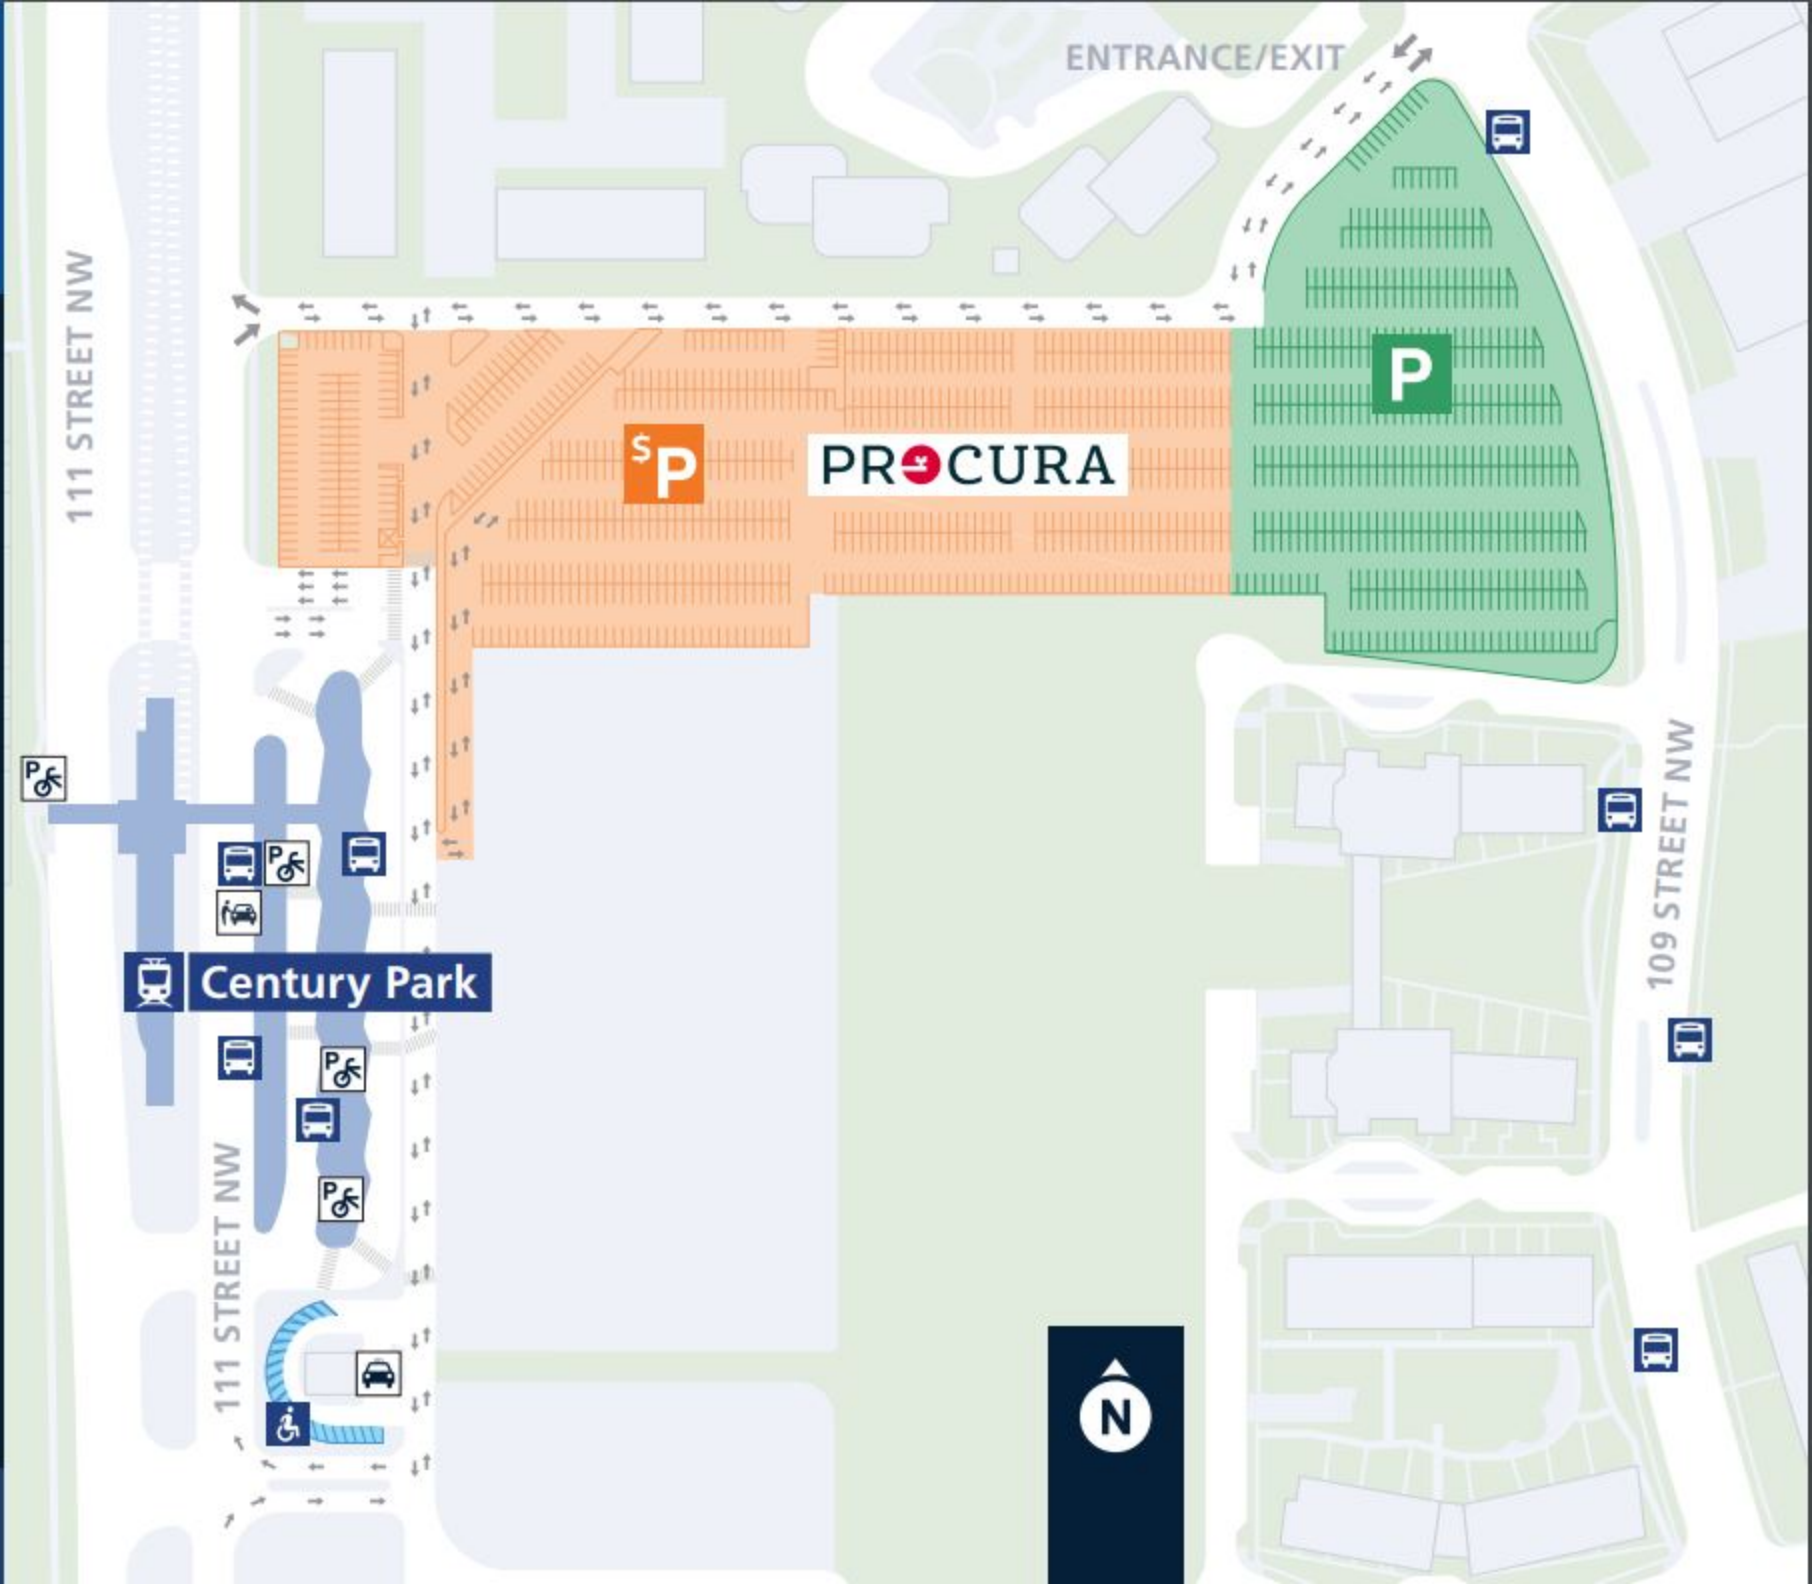 ENTRANCE/EXIT
111 STREET NW
P
$P
PROCURA
P
109 STREET NW
P
P
Century Park
P
P
111 STREET NW
N